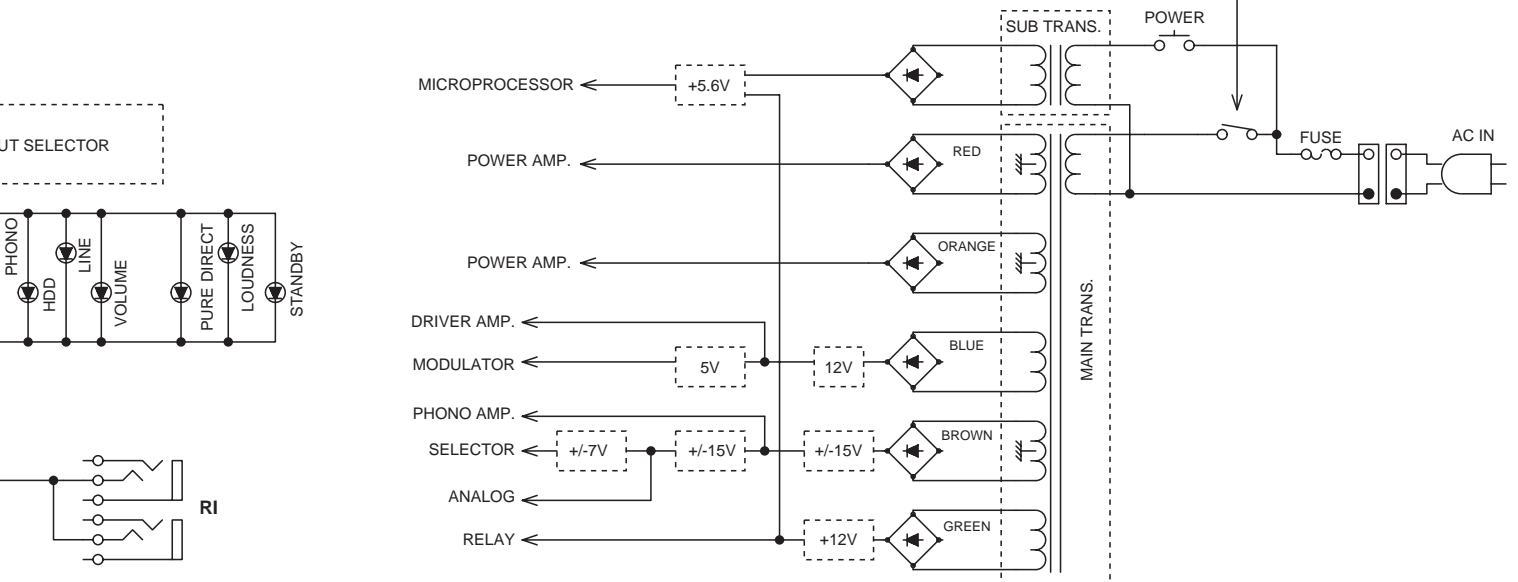 SUB TRANS.
POWER
MICROPROCESSOR
+5.6V
UT SELECTOR
FUSE
AC IN
POWER AMP.
RED
PHONO
HDD
LINE
VOLUME
PURE DIRECT
LOUDNESS
STANDBY
POWER AMP.
ORANGE
MAIN TRANS.
DRIVER AMP.
MODULATOR
5V
12V
BLUE
PHONO AMP.
SELECTOR
+/-7V
+/-15V
+/-15V
BROWN
ANALOG
RI
RELAY
+12V
GREEN